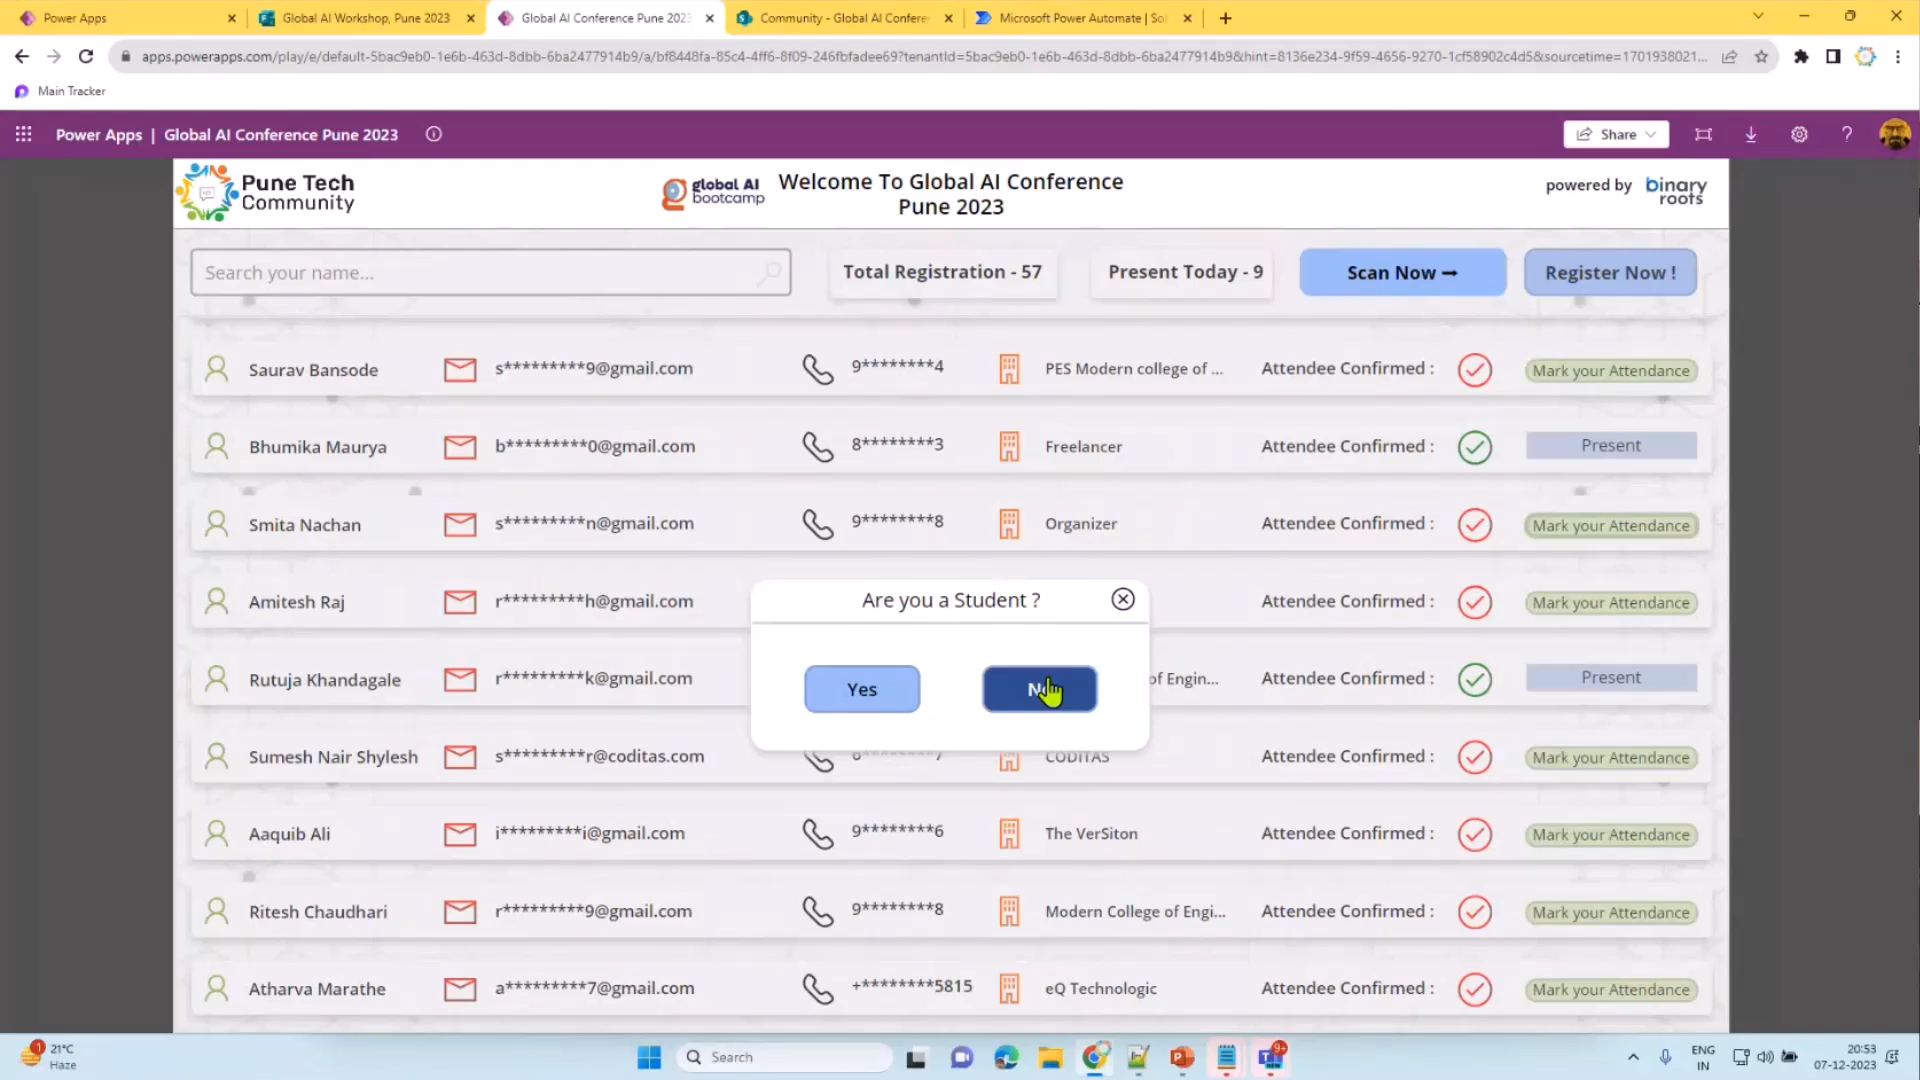 Power Apps
Global AI Workshop, Pune 2023
Global AI Conference Pune 2023
Community - Global AI Conferen
Microsoft Power Automate | Sol
apps.powerapps.com/play/e/default-5bac9eb0-1e6b-463d-8dbb-6ba2477914b9/a/bf8448fa-85c4-4ff6-8f09-246fbfadee69?tenantId=5bac9eb0-1e6b-463d-8dbb-6ba2477914b9&hint=8136e234-9f59-4656-9270-1cf58902c4d5&sourcetime=1701938021...
Main Tracker
Power Apps | Global AI Conference Pune 2023
Share
Pune Tech
Community
global AI
bootcamp
Welcome To Global AI Conference
Pune 2023
powered by
binary
roots
Search your name...
Total Registration - 57
Present Today - 9
Scan Now
Register Now !
Saurav Bansode s*********9@gmail.com 9********4 PES Modern college of ... Attendee Confirmed : Mark your Attendance
Bhumika Maurya b*********0@gmail.com 8********3 Freelancer Attendee Confirmed : Present
Smita Nachan s*********n@gmail.com 9********8 Organizer Attendee Confirmed : Mark your Attendance
Amitesh Raj r*********h@gmail.com Attendee Confirmed : Mark your Attendance
Are you a Student ?
Yes
Rutuja Khandagale r*********k@gmail.com of Engin... Attendee Confirmed : Present
Sumesh Nair Shylesh s*********r@coditas.com CODITAS Attendee Confirmed : Mark your Attendance
Aaquib Ali i*********i@gmail.com 9********6 The VerSiton Attendee Confirmed : Mark your Attendance
Ritesh Chaudhari r*********9@gmail.com 9********8 Modern College of Engi... Attendee Confirmed : Mark your Attendance
Atharva Marathe a*********7@gmail.com +********5815 eQ Technologic Attendee Confirmed : Mark your Attendance
1
21°C
Haze
Search
9+
NEW
ENG
IN
20:53
07-12-2023